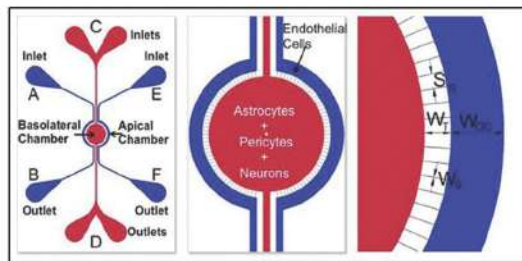 C
Inlets
Inlet
Inlet
A
E
Basolateral
Chamber
Apical
Chamber
B
F
Outlet
Outlet
D
Outlets
Endothelial
Cells
Astrocytes
+
Pericytes
+
Neurons